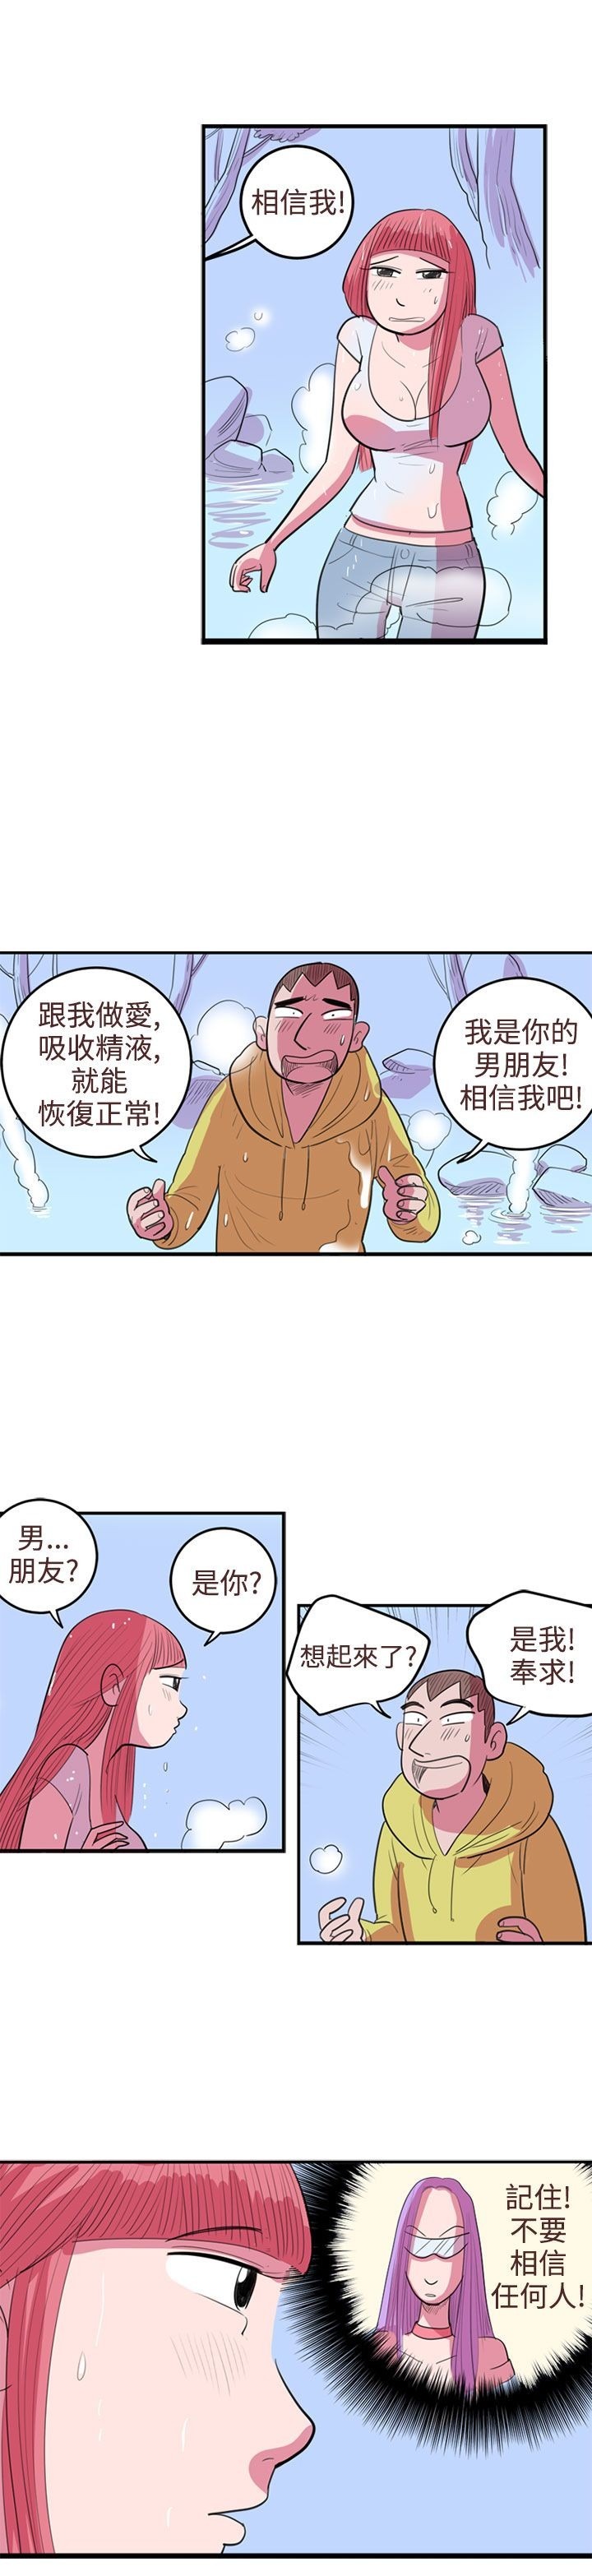 相信我!
跟我做愛,
吸收精液,
就能
恢復正常!
我是你的
男朋友!
相信我吧!
男...
朋友?
是你?
想起來了?
是我!
奉求!
記住!
不要
相信
任何人!